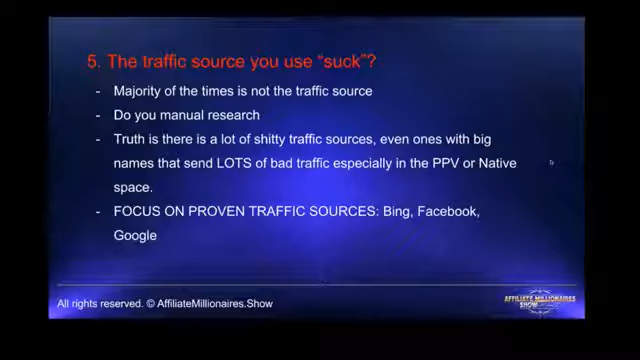 5. The traffic source you use “suck”?
- Majority of the times is not the traffic source
- Do you manual research
- Truth is there is a lot of shitty traffic sources, even ones with big
names that send LOTS of bad traffic especially in the PPV or Native
space.
- FOCUS ON PROVEN TRAFFIC SOURCES: Bing, Facebook,
Google
All rights reserved. © AffiliateMillionaires.Show
AFFILIATE MILLIONAIRES
SHOW